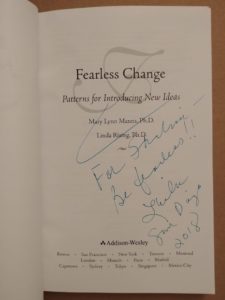 Fearless Change
Patterns for Introducing New Ideas
Mary Lynn Manns, Ph.D.
Linda Rising, Ph.D.
For
Be fearless!!
Linda
San Diego
2018
Addison-Wesley
Boston • San Francisco • New York • Toronto • Montreal
London • Munich • Paris • Madrid
Capetown • Sydney • Tokyo • Singapore • Mexico City